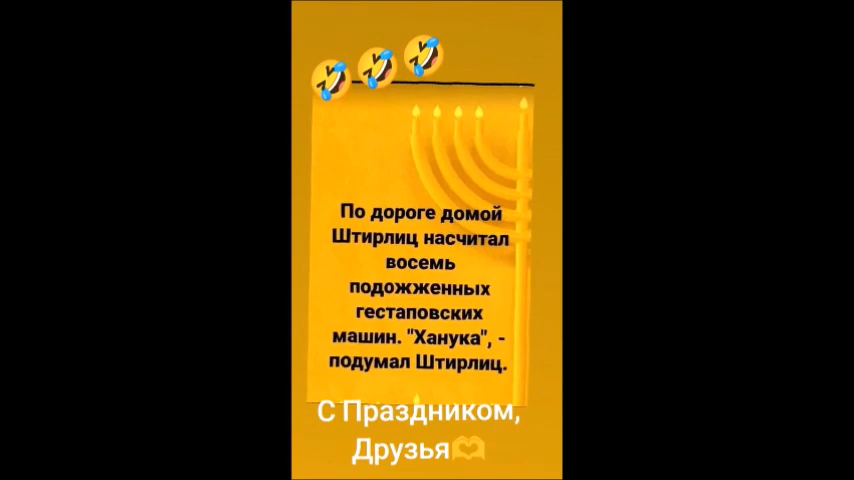 🤣🤣🤣
По дороге домой
Штирлиц насчитал
восемь
подожженных
гестаповских
машин. "Ханука", -
подумал Штирлиц.
С Праздником,
Друзья🫶